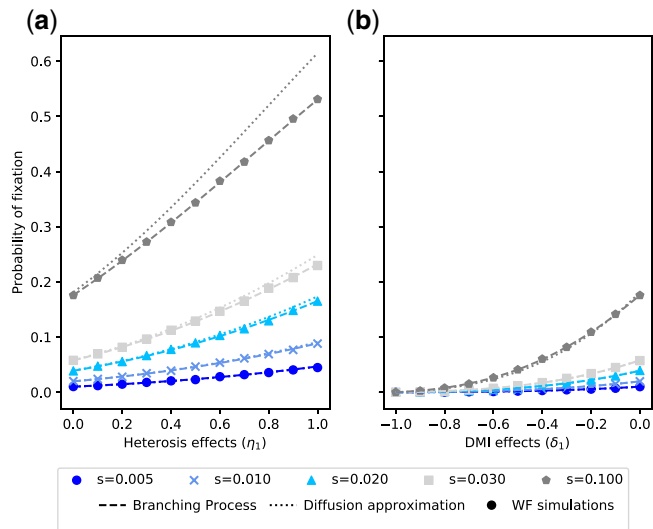 (a)
(b)
Probability of fixation
0.6
0.5
0.4
0.3
0.2
0.1
0.0
0.0 0.2 0.4 0.6 0.8 1.0
Heterosis effects (η1)
−1.0 −0.8 −0.6 −0.4 −0.2 0.0
DMI effects (δ1)
s=0.005 s=0.010 s=0.020 s=0.030 s=0.100
Branching Process Diffusion approximation WF simulations